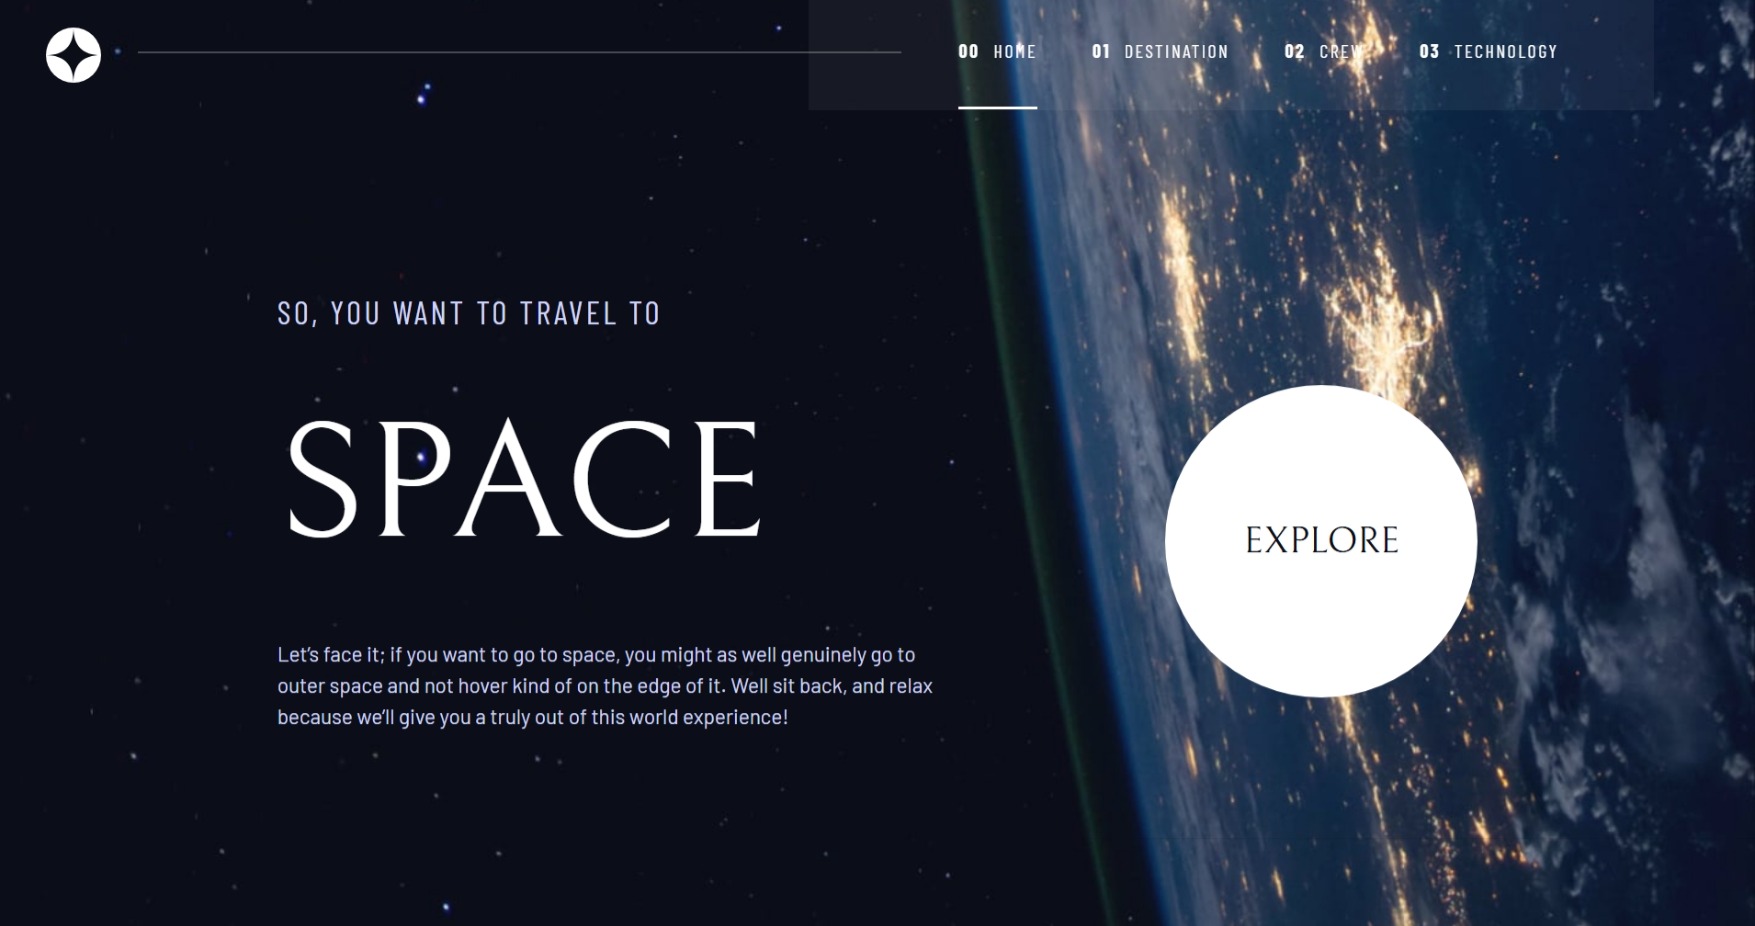 00 HOME 01 DESTINATION 02 CREW 03 TECHNOLOGY
SO, YOU WANT TO TRAVEL TO
SPACE
Let’s face it; if you want to go to space, you might as well genuinely go to
outer space and not hover kind of on the edge of it. Well sit back, and relax
because we’ll give you a truly out of this world experience!
EXPLORE